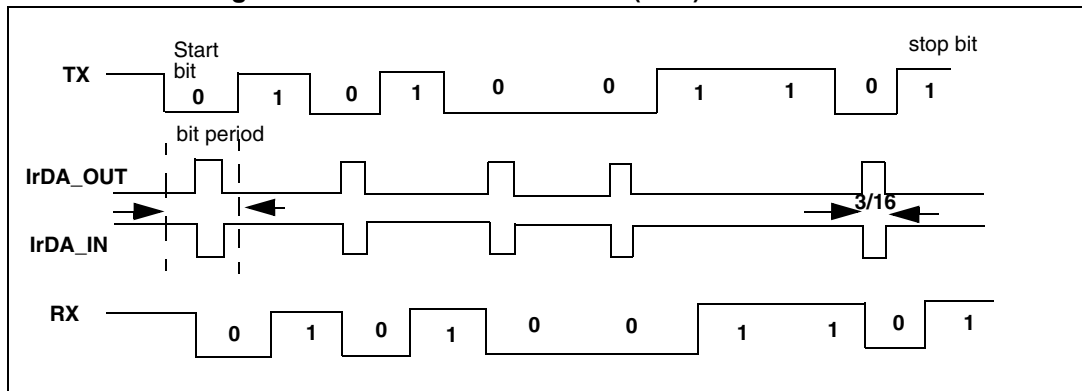 Start
bit
stop bit
TX
0 1 0 1 0 0 1 1 0 1
bit period
IrDA_OUT
3/16
IrDA_IN
RX
0 1 0 1 0 0 1 1 0 1